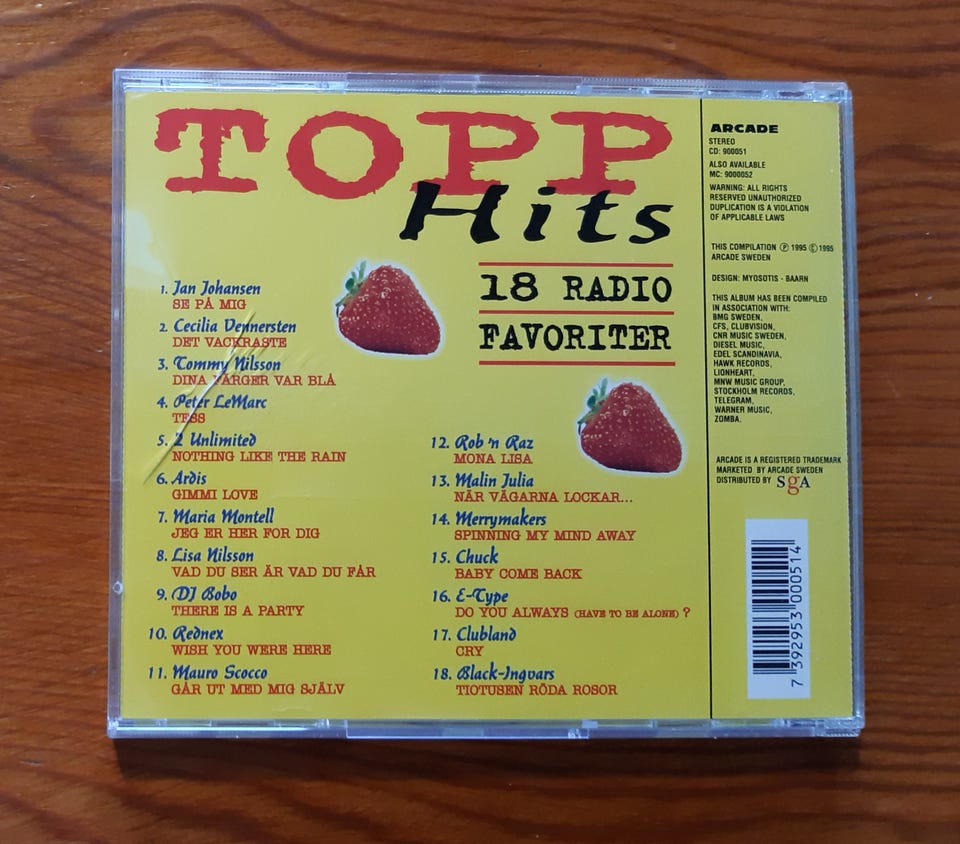 TOPP
Hits
18 RADIO
FAVORITER
1. Jan Johansen
SE PÅ MIG
2. Cecilia Vennersten
DET VACKRASTE
3. Tommy Nilsson
DINA FÄRGER VAR BLÅ
4. Peter LeMarc
TESS
5. 2 Unlimited
NOTHING LIKE THE RAIN
6. Ardis
GIMMI LOVE
7. Maria Montell
JEG ER HER FOR DIG
8. Lisa Nilsson
VAD DU SER ÄR VAD DU FÅR
9. DJ Bobo
THERE IS A PARTY
10. Rednex
WISH YOU WERE HERE
11. Mauro Scocco
GÅR UT MED MIG SJÄLV
12. Rob 'n Raz
MONA LISA
13. Malin Julia
NÄR VÄGARNA LOCKAR...
14. Merrymakers
SPINNING MY MIND AWAY
15. Chuck
BABY COME BACK
16. E-Type
DO YOU ALWAYS (HAVE TO BE ALONE) ?
17. Clubland
CRY
18. Black-Ingvars
TIOTUSEN RÖDA ROSOR
ARCADE
STEREO
CD: 900051
ALSO AVAILABLE
MC: 9000052
WARNING: ALL RIGHTS
RESERVED UNAUTHORIZED
DUPLICATION IS A VIOLATION
OF APPLICABLE LAWS
THIS COMPILATION Ⓟ 1995 © 1995
ARCADE SWEDEN
DESIGN: MYOSOTIS - BAARN
THIS ALBUM HAS BEEN COMPILED
IN ASSOCIATION WITH:
BMG SWEDEN,
CFS, CLUBVISION,
CNR MUSIC SWEDEN,
DIESEL MUSIC,
EDEL SCANDINAVIA,
HAWK RECORDS,
LIONHEART,
MNW MUSIC GROUP,
STOCKHOLM RECORDS,
TELEGRAM,
WARNER MUSIC,
ZOMBA.
ARCADE IS A REGISTERED TRADEMARK
MARKETED BY ARCADE SWEDEN
DISTRIBUTED BY SgA
7 392953 000514